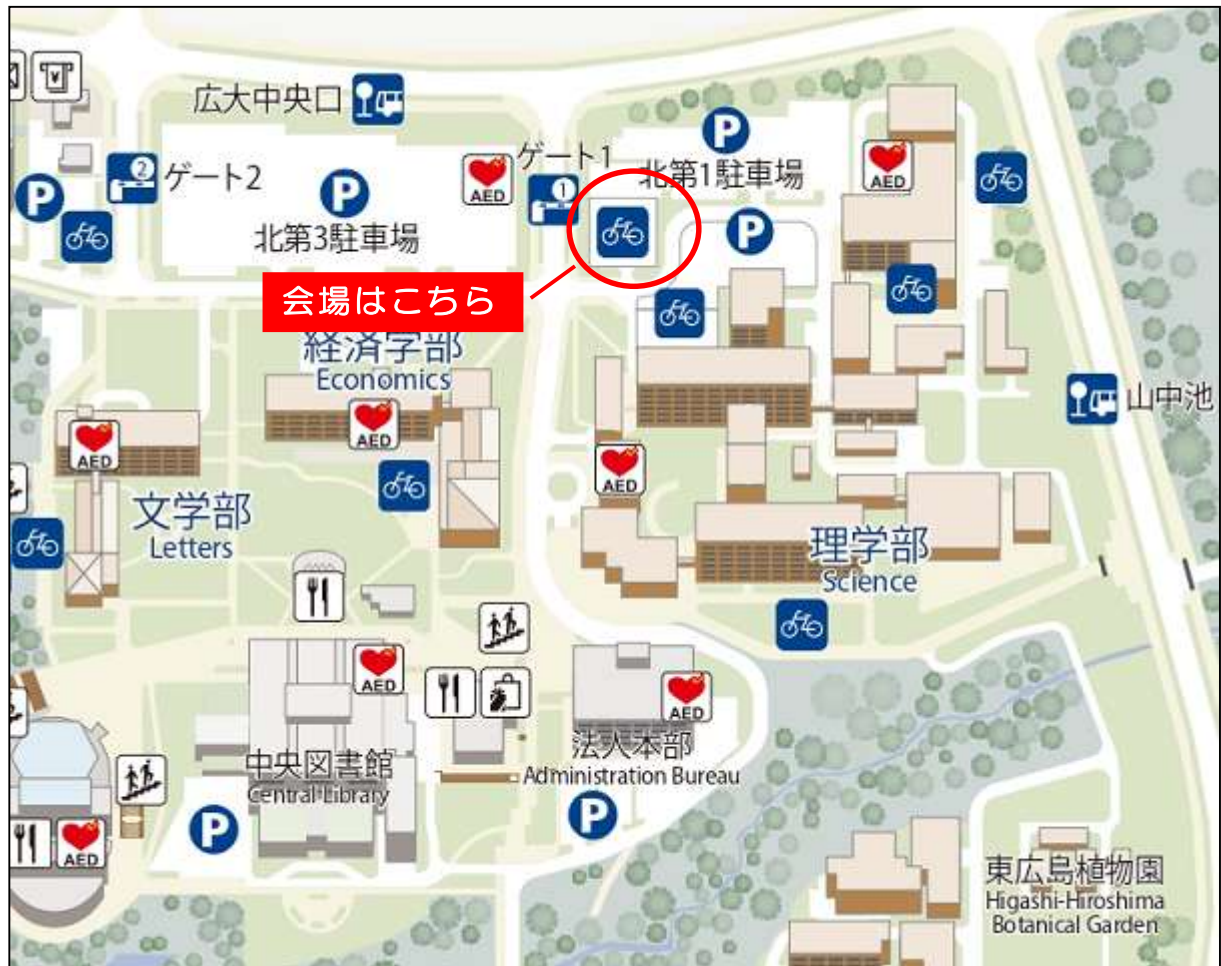 広大中央口
P
AED
ゲート1
1
北第1駐車場
AED
2
ゲート2
P
P
北第3駐車場
P
会場はこちら
経済学部
Economics
AED
山中池
AED
AED
文学部
Letters
理学部
Science
AED
AED
法人本部
Administration Bureau
中央図書館
Central Library
P
P
AED
東広島植物園
Higashi-Hiroshima
Botanical Garden
¥